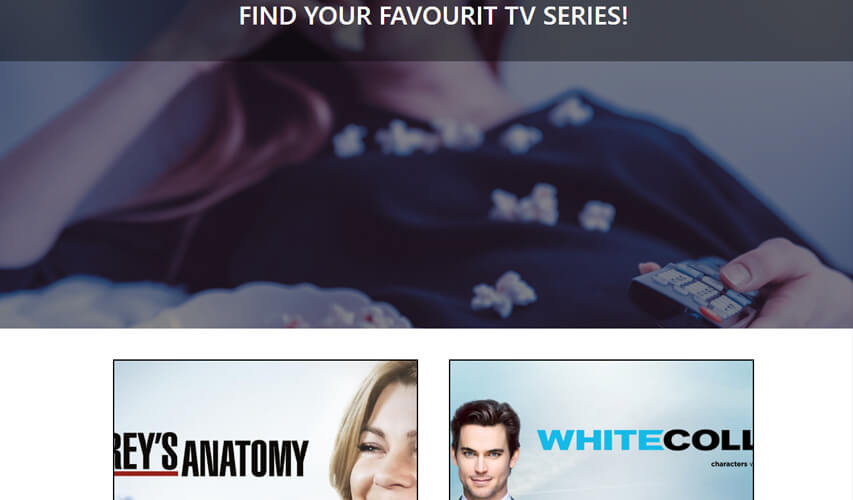 FIND YOUR FAVOURIT TV SERIES!
REY'S ANATOMY
WHITECOLL
characters